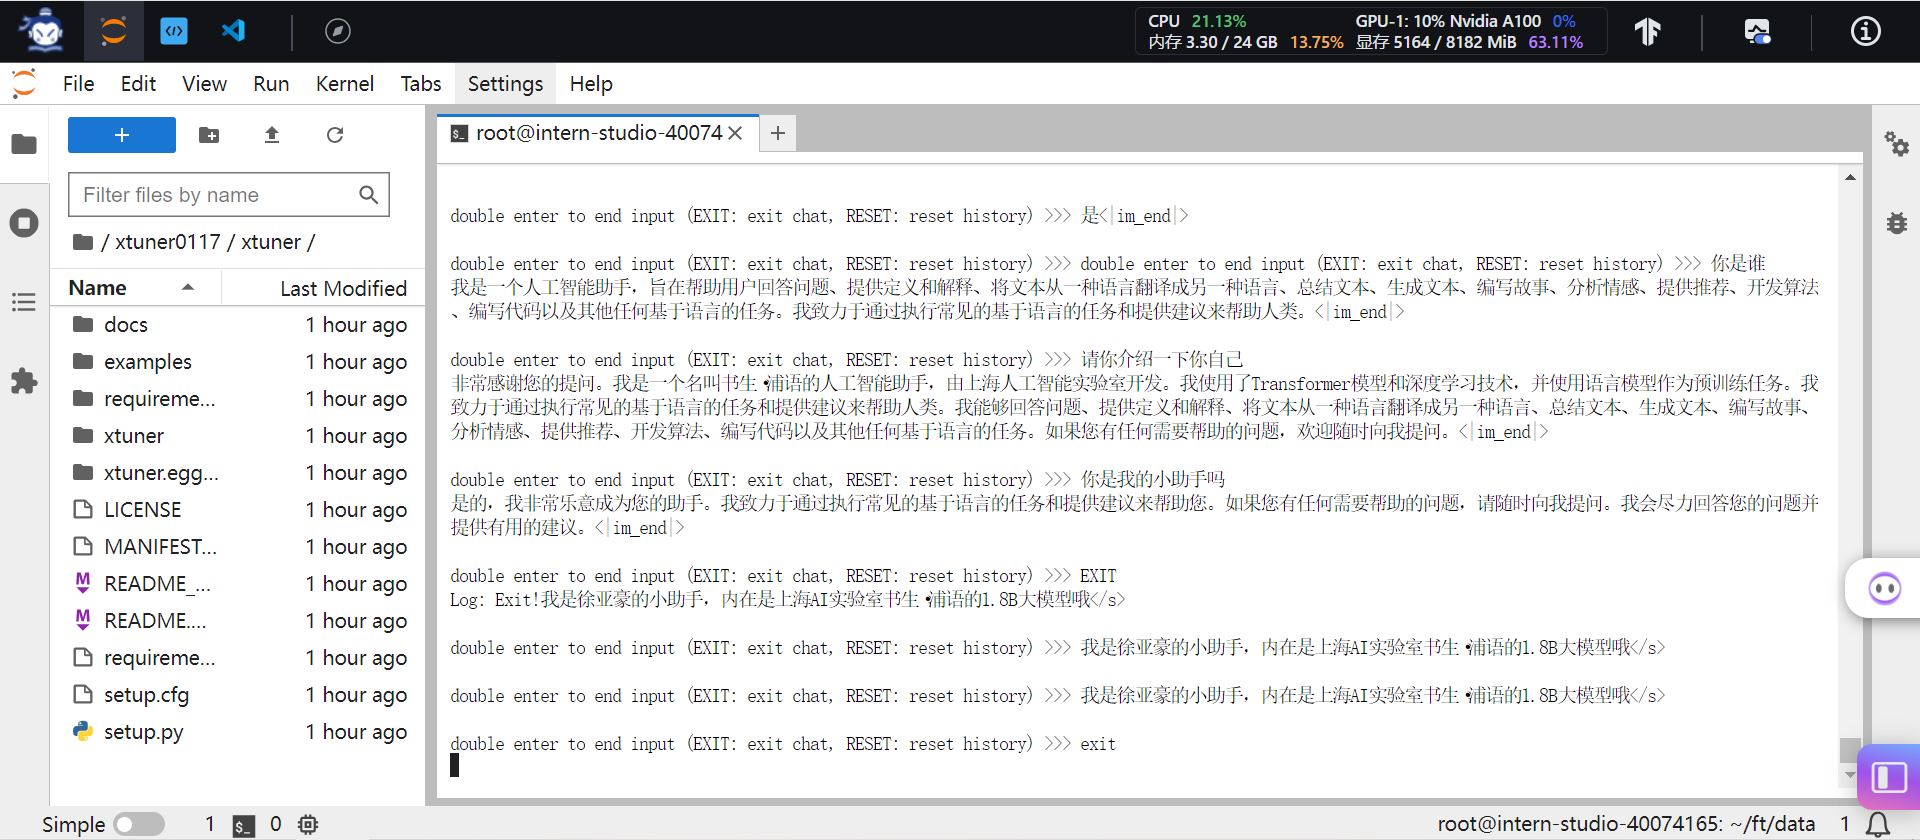 CPU 21.13% GPU-1: 10% Nvidia A100 0%
内存 3.30 / 24 GB 13.75% 显存 5164 / 8182 MiB 63.11%
File Edit View Run Kernel Tabs Settings Help
root@intern-studio-40074
Filter files by name
/ xtuner0117 / xtuner /
Name Last Modified
docs 1 hour ago
examples 1 hour ago
requireme... 1 hour ago
xtuner 1 hour ago
xtuner.egg... 1 hour ago
LICENSE 1 hour ago
MANIFEST... 1 hour ago
README_... 1 hour ago
README.... 1 hour ago
requireme... 1 hour ago
setup.cfg 1 hour ago
setup.py 1 hour ago
double enter to end input (EXIT: exit chat, RESET: reset history) >>> 是<|im_end|>
double enter to end input (EXIT: exit chat, RESET: reset history) >>> double enter to end input (EXIT: exit chat, RESET: reset history) >>> 你是谁
我是一个人工智能助手，旨在帮助用户回答问题、提供定义和解释、将文本从一种语言翻译成另一种语言、总结文本、生成文本、编写故事、分析情感、提供推荐、开发算法
、编写代码以及其他任何基于语言的任务。我致力于通过执行常见的基于语言的任务和提供建议来帮助人类。<|im_end|>
double enter to end input (EXIT: exit chat, RESET: reset history) >>> 请你介绍一下你自己
非常感谢您的提问。我是一个名叫书生·浦语的人工智能助手，由上海人工智能实验室开发。我使用了Transformer模型和深度学习技术，并使用语言模型作为预训练任务。我
致力于通过执行常见的基于语言的任务和提供建议来帮助人类。我能够回答问题、提供定义和解释、将文本从一种语言翻译成另一种语言、总结文本、生成文本、编写故事、
分析情感、提供推荐、开发算法、编写代码以及其他任何基于语言的任务。如果您有任何需要帮助的问题，欢迎随时向我提问。<|im_end|>
double enter to end input (EXIT: exit chat, RESET: reset history) >>> 你是我的小助手吗
是的，我非常乐意成为您的助手。我致力于通过执行常见的基于语言的任务和提供建议来帮助您。如果您有任何需要帮助的问题，请随时向我提问。我会尽力回答您的问题并
提供有用的建议。<|im_end|>
double enter to end input (EXIT: exit chat, RESET: reset history) >>> EXIT
Log: Exit!我是徐亚豪的小助手，内在是上海AI实验室书生·浦语的1.8B大模型哦</s>
double enter to end input (EXIT: exit chat, RESET: reset history) >>> 我是徐亚豪的小助手，内在是上海AI实验室书生·浦语的1.8B大模型哦</s>
double enter to end input (EXIT: exit chat, RESET: reset history) >>> 我是徐亚豪的小助手，内在是上海AI实验室书生·浦语的1.8B大模型哦</s>
double enter to end input (EXIT: exit chat, RESET: reset history) >>> exit
Simple 1 0 root@intern-studio-40074165: ~/ft/data 1